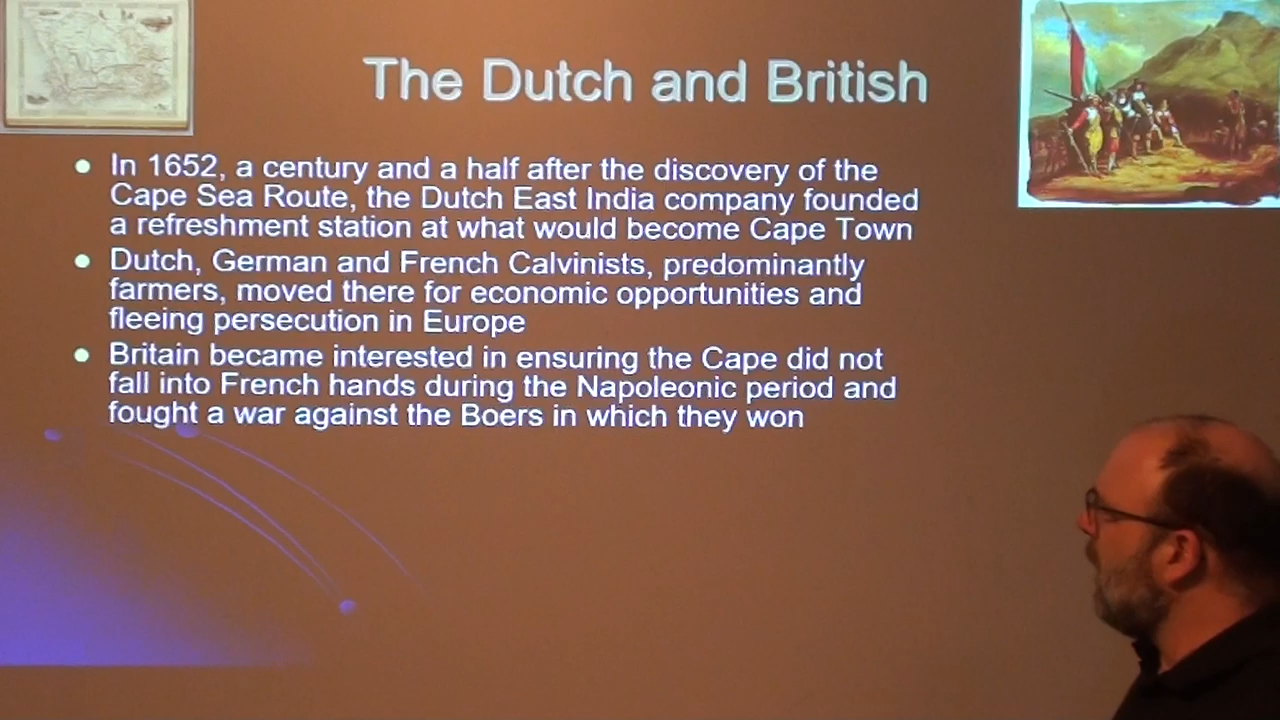 The Dutch and British
In 1652, a century and a half after the discovery of the
Cape Sea Route, the Dutch East India company founded
a refreshment station at what would become Cape Town
Dutch, German and French Calvinists, predominantly
farmers, moved there for economic opportunities and
fleeing persecution in Europe
Britain became interested in ensuring the Cape did not
fall into French hands during the Napoleonic period and
fought a war against the Boers in which they won